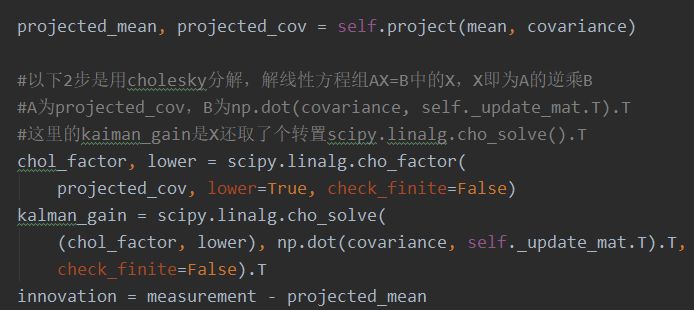 projected_mean, projected_cov = self.project(mean, covariance)
#以下2步是用cholesky分解，解线性方程组AX=B中的X，X即为A的逆乘B
#A为projected_cov，B为np.dot(covariance, self._update_mat.T).T
#这里的kaiman_gain是X还取了个转置scipy.linalg.cho_solve().T
chol_factor, lower = scipy.linalg.cho_factor(
    projected_cov, lower=True, check_finite=False)
kalman_gain = scipy.linalg.cho_solve(
    (chol_factor, lower), np.dot(covariance, self._update_mat.T).T,
    check_finite=False).T
innovation = measurement - projected_mean